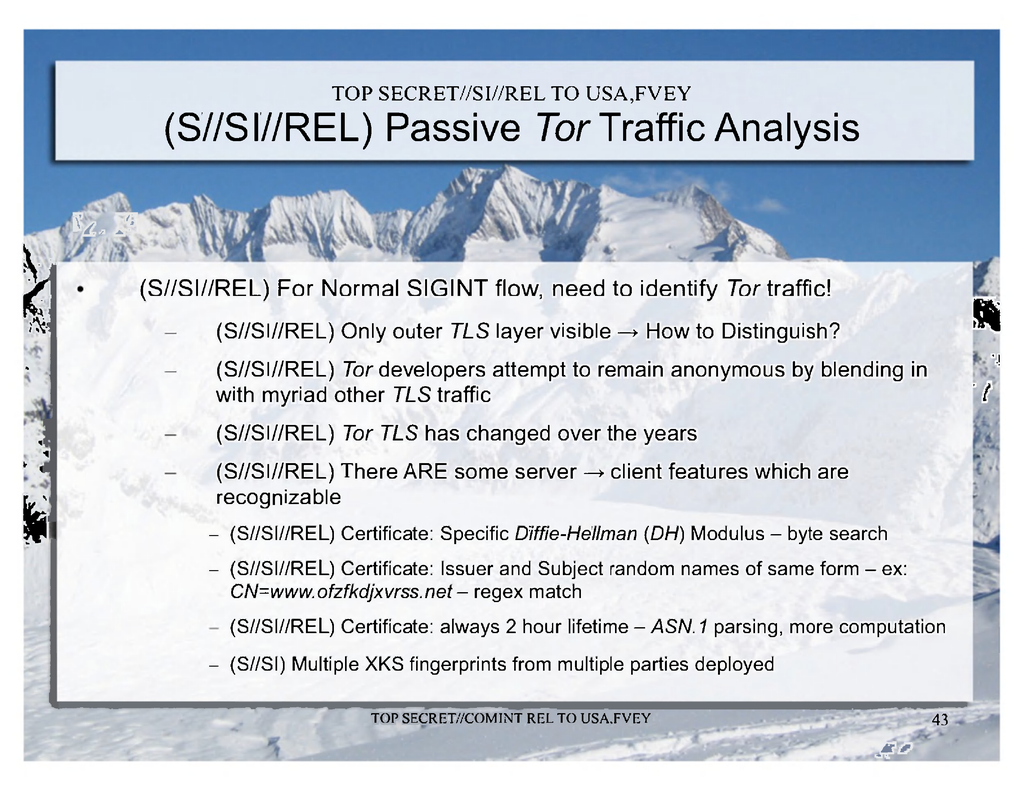 TOP SECRET//SI//REL TO USA,FVEY
(S//SI//REL) Passive Tor Traffic Analysis
• (S//SI//REL) For Normal SIGINT flow, need to identify Tor traffic!
– (S//SI//REL) Only outer TLS layer visible → How to Distinguish?
– (S//SI//REL) Tor developers attempt to remain anonymous by blending in
with myriad other TLS traffic
– (S//SI//REL) Tor TLS has changed over the years
– (S//SI//REL) There ARE some server → client features which are
recognizable
– (S//SI//REL) Certificate: Specific Diffie-Hellman (DH) Modulus – byte search
– (S//SI//REL) Certificate: Issuer and Subject random names of same form – ex:
CN=www.ofzfkdjxvrss.net – regex match
– (S//SI//REL) Certificate: always 2 hour lifetime – ASN.1 parsing, more computation
– (S//SI) Multiple XKS fingerprints from multiple parties deployed
TOP SECRET//COMINT REL TO USA,FVEY
43